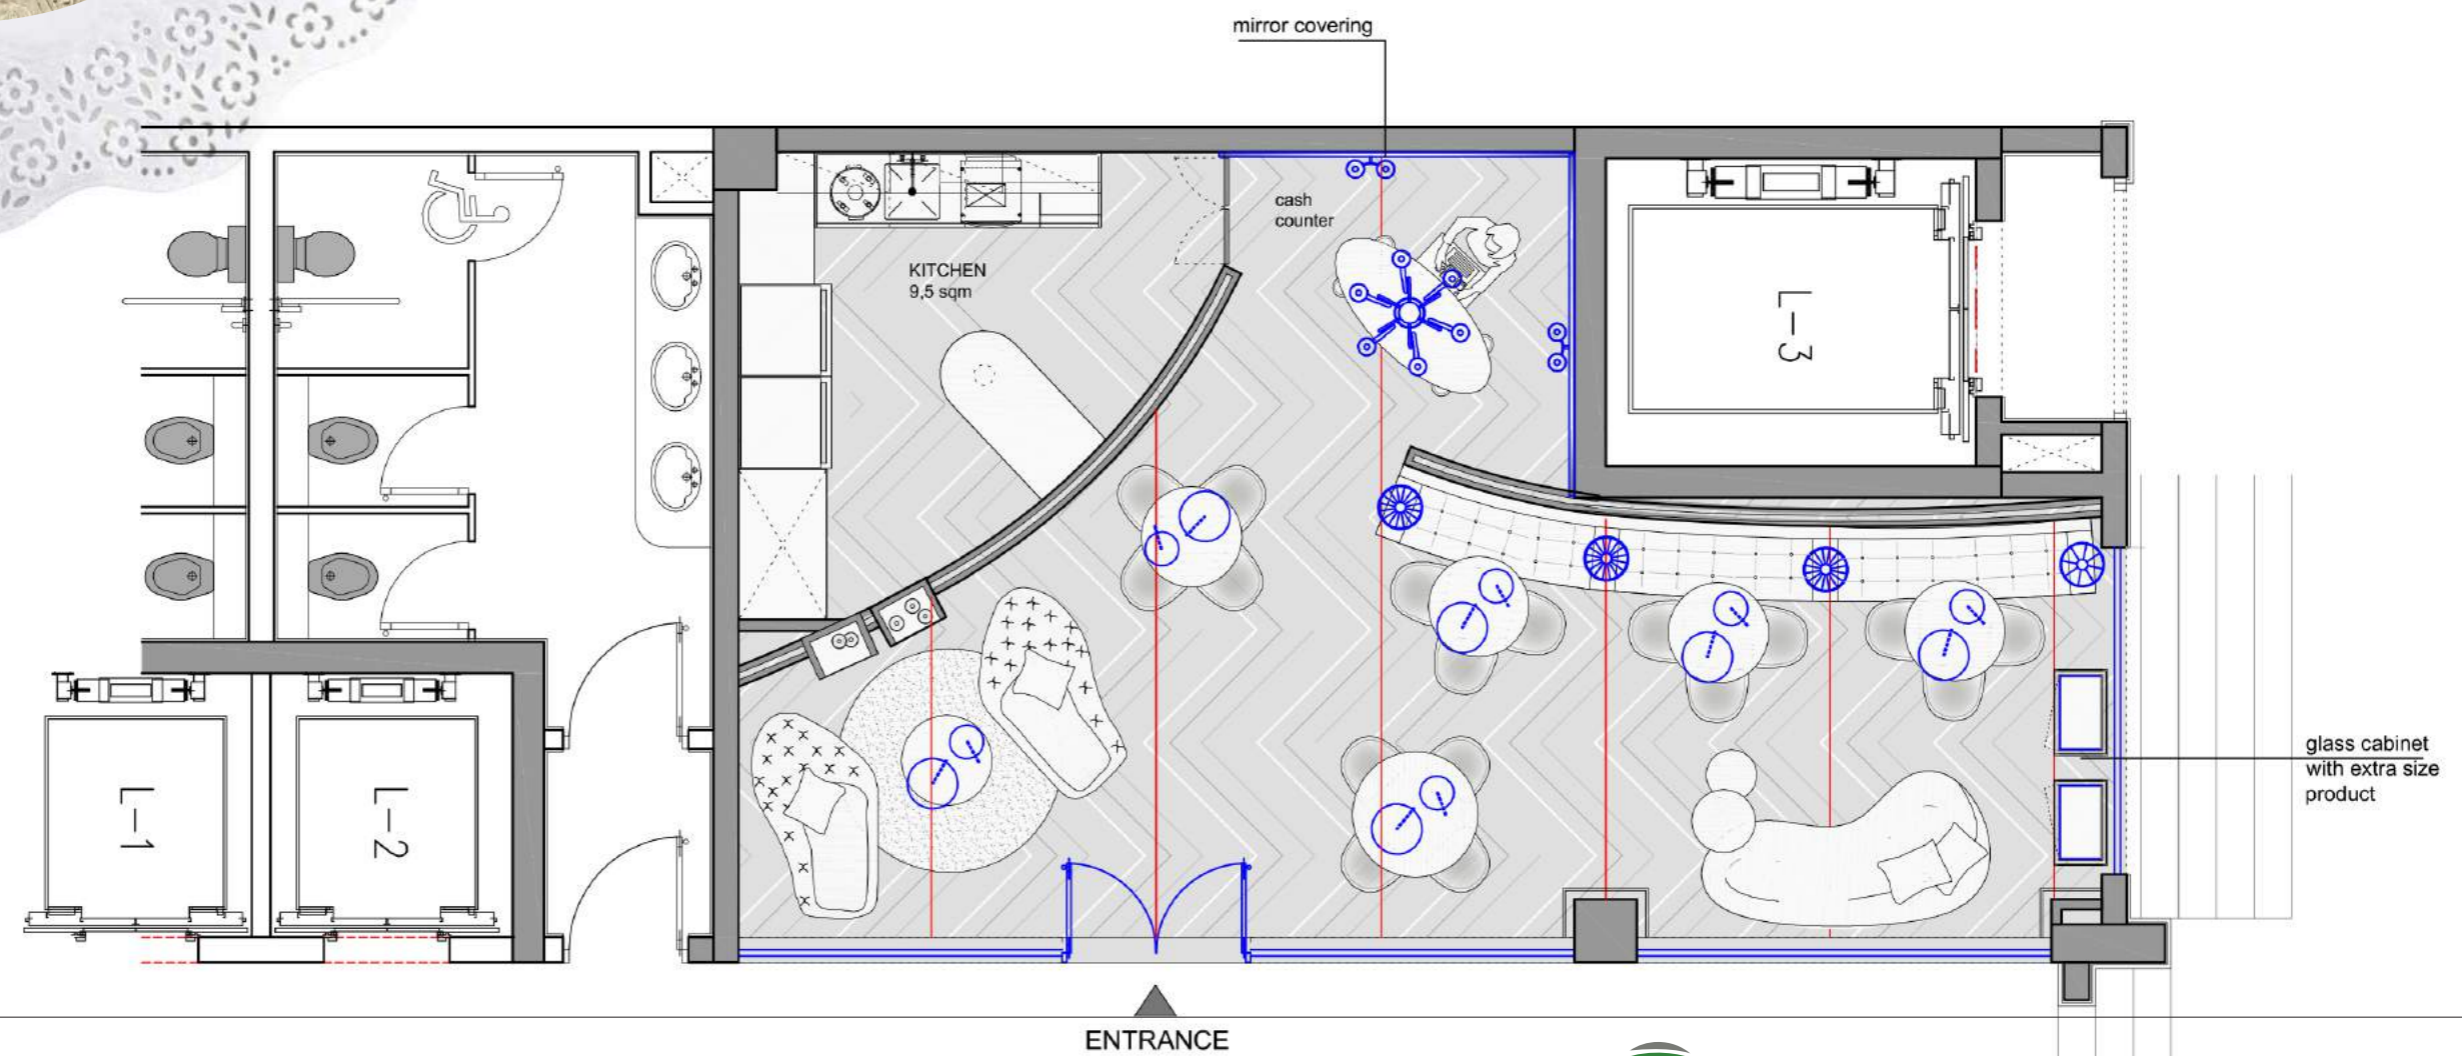 mirror covering
cash
counter
KITCHEN
9,5 sqm
L-3
glass cabinet
with extra size
product
L-1
L-2
ENTRANCE